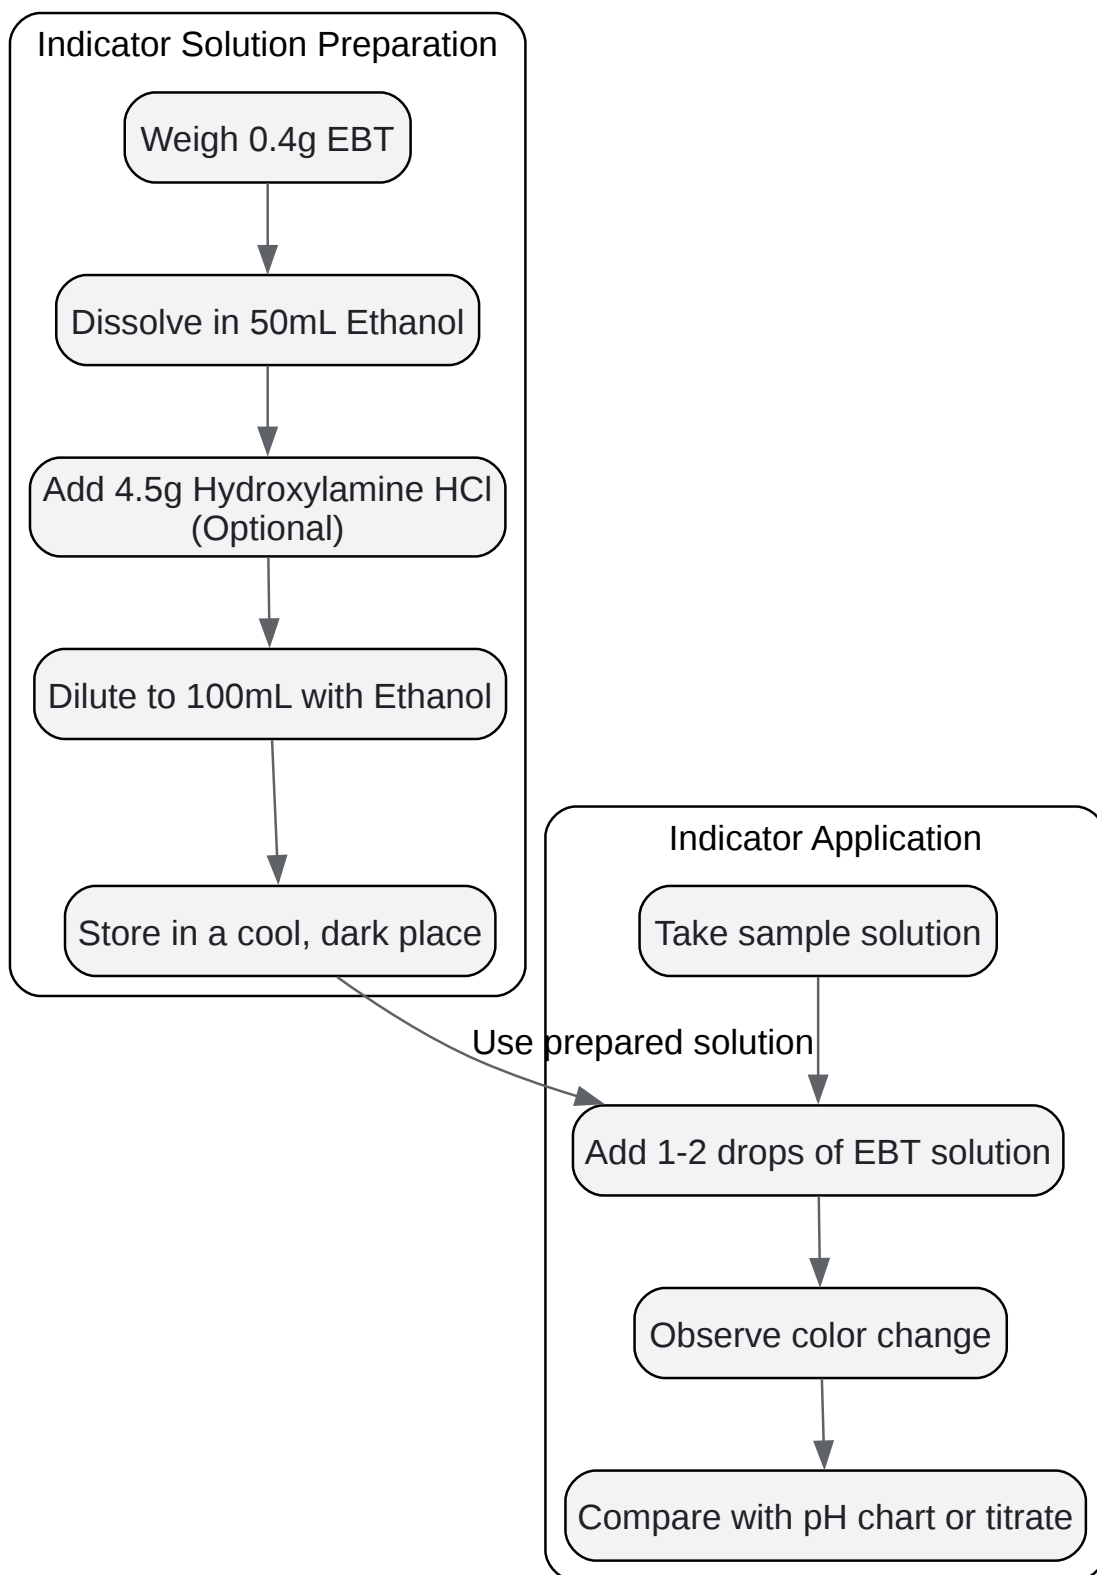 Indicator Solution Preparation
Weigh 0.4g EBT
Dissolve in 50mL Ethanol
Add 4.5g Hydroxylamine HCl
(Optional)
Dilute to 100mL with Ethanol
Store in a cool, dark place
Indicator Application
Take sample solution
Use prepared solution
Add 1-2 drops of EBT solution
Observe color change
Compare with pH chart or titrate